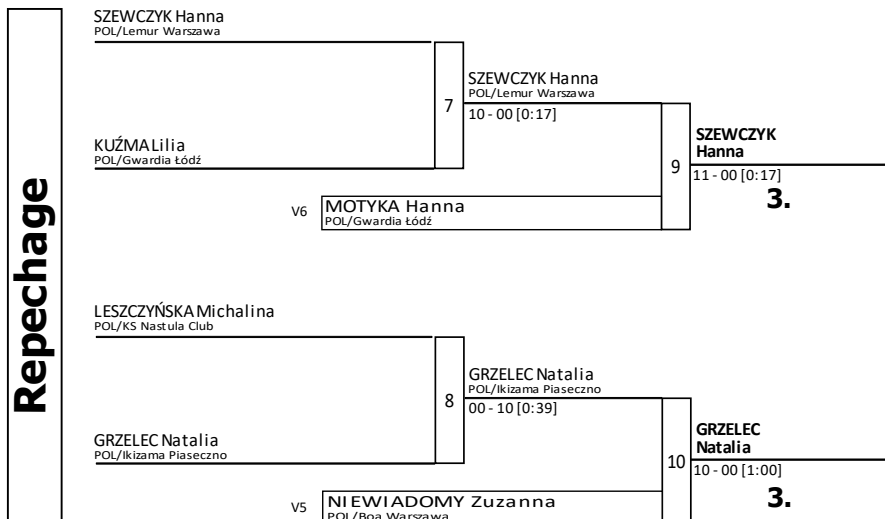 Repechage
SZEWCZYK Hanna
POL/Lemur Warszawa
7
SZEWCZYK Hanna
POL/Lemur Warszawa
10 - 00 [0:17]
KUŹMA Lilia
POL/Gwardia Łódź
9
SZEWCZYK
Hanna
11 - 00 [0:17]
3.
V6
MOTYKA Hanna
POL/Gwardia Łódź
LESZCZYŃSKA Michalina
POL/KS Nastula Club
8
GRZELEC Natalia
POL/Ikizama Piaseczno
00 - 10 [0:39]
GRZELEC Natalia
POL/Ikizama Piaseczno
10
GRZELEC
Natalia
10 - 00 [1:00]
3.
V5
NIEWIADOMY Zuzanna
POL/Boa Warszawa